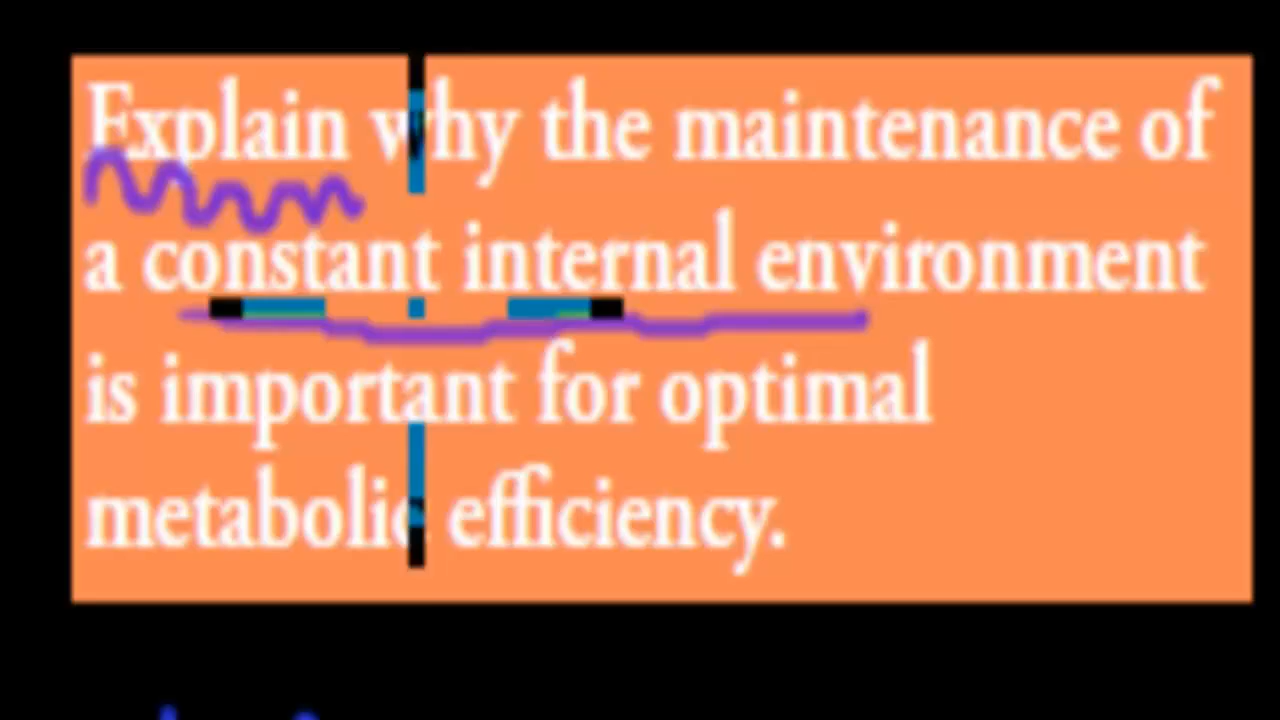 Explain why the maintenance of
a constant internal environment
is important for optimal
metabolic efficiency.